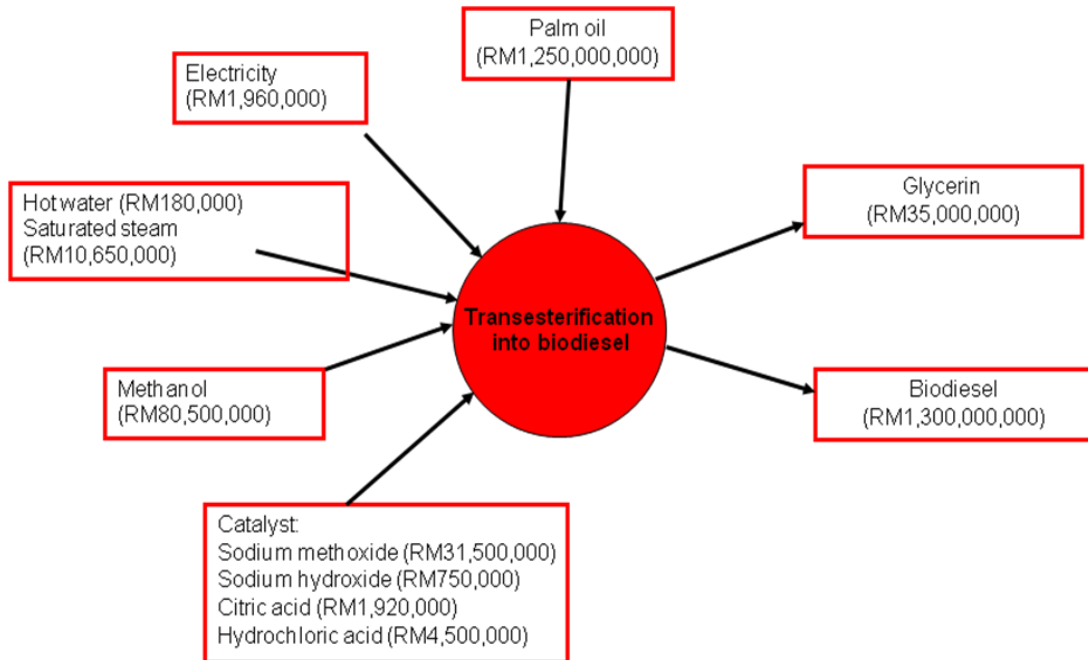 Palm oil
(RM1,250,000,000)
Electricity
(RM1,960,000)
Hot water (RM180,000)
Saturated steam
(RM10,650,000)
Glycerin
(RM35,000,000)
Transesterification
into biodiesel
Methanol
(RM80,500,000)
Biodiesel
(RM1,300,000,000)
Catalyst:
Sodium methoxide (RM31,500,000)
Sodium hydroxide (RM750,000)
Citric acid (RM1,920,000)
Hydrochloric acid (RM4,500,000)